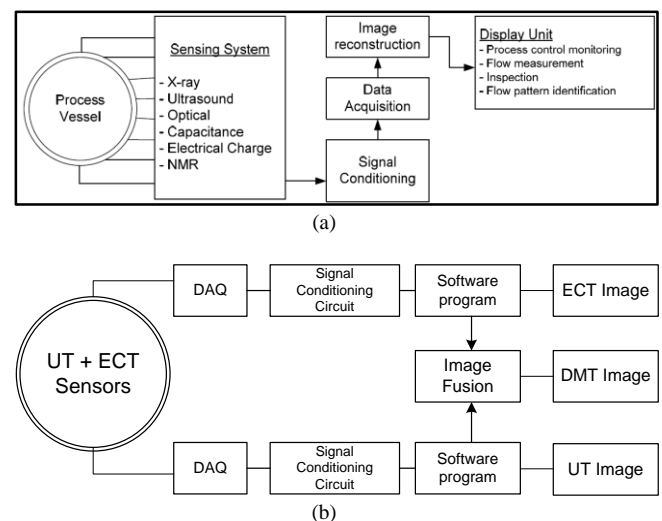 Process
Vessel
Sensing System
- X-ray
- Ultrasound
- Optical
- Capacitance
- Electrical Charge
- NMR
Image
reconstruction
Data
Acquisition
Signal
Conditioning
Display Unit
- Process control monitoring
- Flow measurement
- Inspection
- Flow pattern identification
(a)
UT + ECT
Sensors
DAQ
Signal
Conditioning
Circuit
Software
program
ECT Image
Image
Fusion
DMT Image
DAQ
Signal
Conditioning
Circuit
Software
program
UT Image
(b)